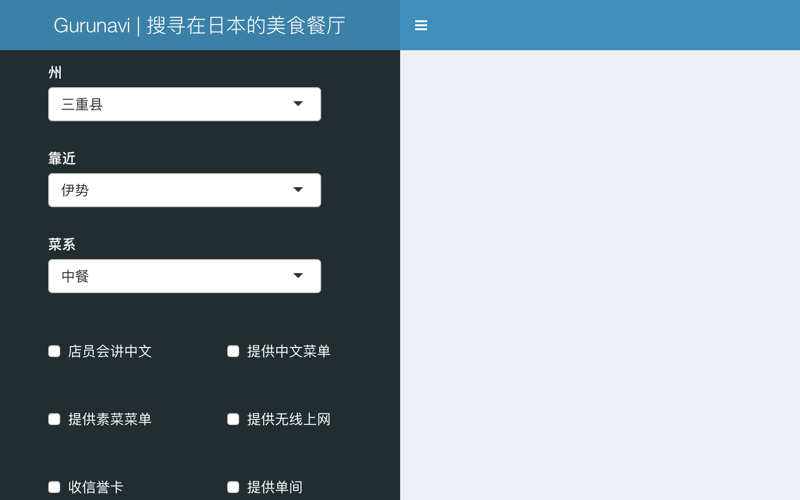 Gurunavi | 搜寻在日本的美食餐厅
州
三重县
靠近
伊势
菜系
中餐
店员会讲中文
提供中文菜单
提供素菜菜单
提供无线上网
收信誉卡
提供单间